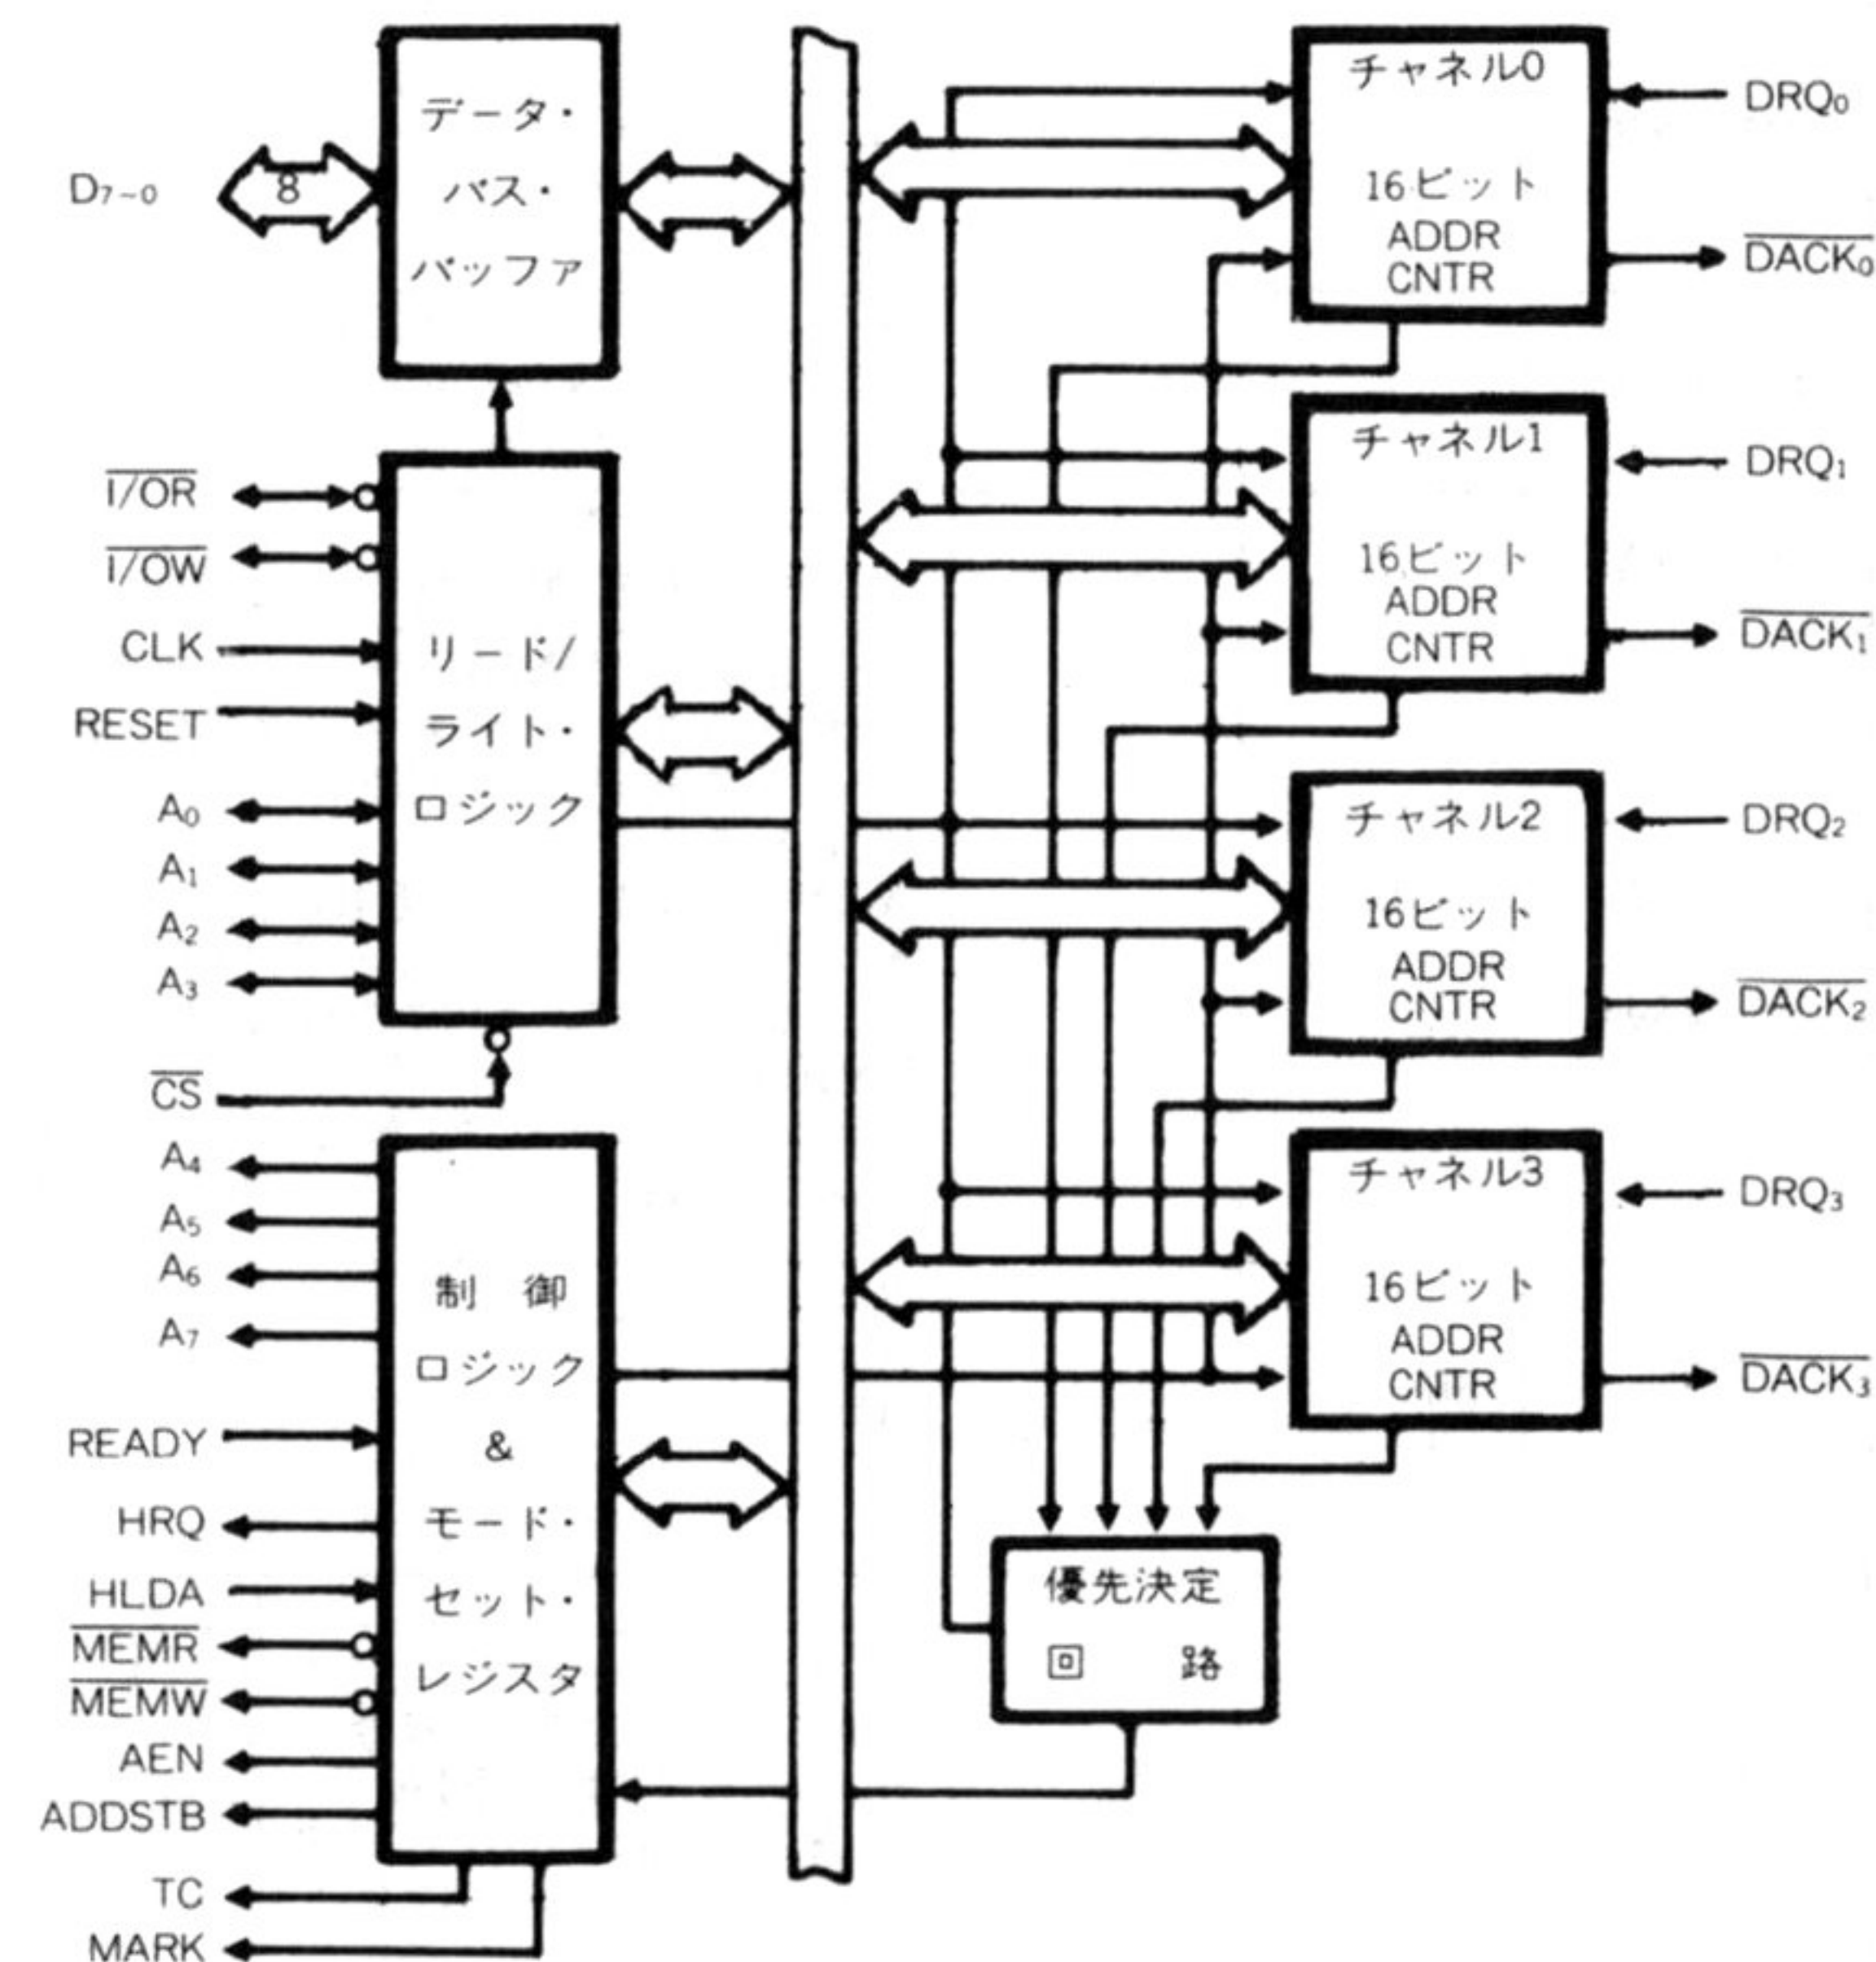 D₇₋₀
8
データ・
バス・
バッファ
I/OR
I/OW
CLK
RESET
A₀
A₁
A₂
A₃
CS
リード/
ライト・
ロジック
A₄
A₅
A₆
A₇
READY
HRQ
HLDA
MEMR
MEMW
AEN
ADDSTB
TC
MARK
制 御
ロジック
&
モード・
セット・
レジスタ
チャネル0
16ビット
ADDR
CNTR
DRQ₀
DACK₀
チャネル1
16ビット
ADDR
CNTR
DRQ₁
DACK₁
チャネル2
16ビット
ADDR
CNTR
DRQ₂
DACK₂
チャネル3
16ビット
ADDR
CNTR
DRQ₃
DACK₃
優先決定
回 路